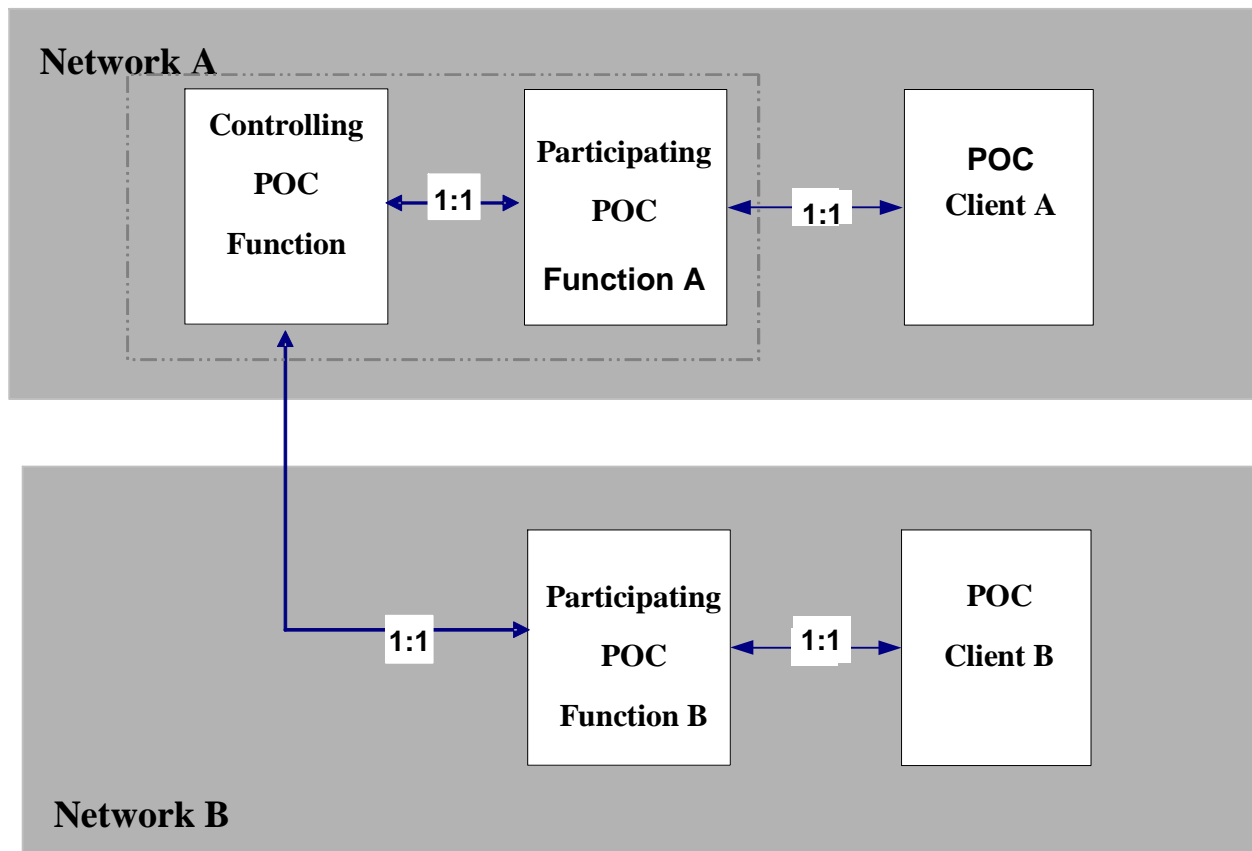 Network A
Controlling
POC
Function
1:1
Participating
POC
Function A
1:1
POC
Client A
1:1
Participating
POC
Function B
1:1
POC
Client B
Network B